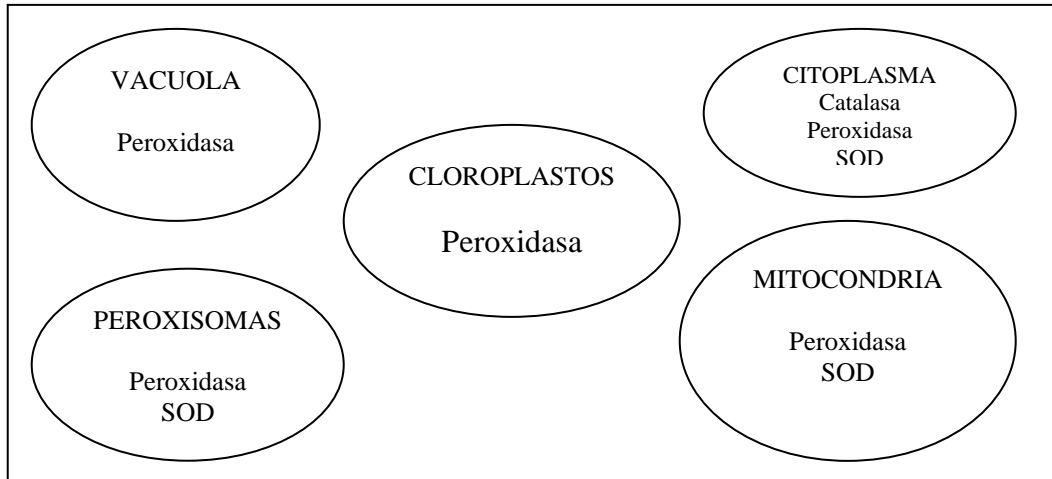 VACUOLA
Peroxidasa
CITOPLASMA
Catalasa
Peroxidasa
SOD
CLOROPLASTOS
Peroxidasa
PEROXISOMAS
Peroxidasa
SOD
MITOCONDRIA
Peroxidasa
SOD